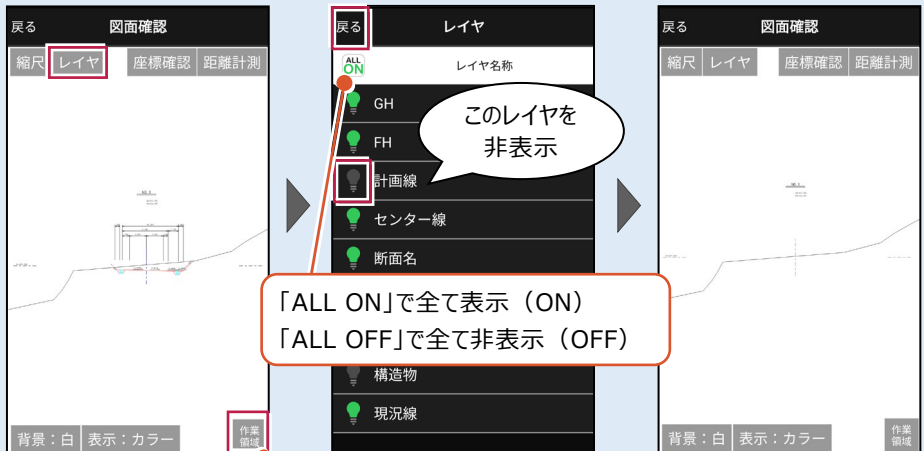 戻る
図面確認
縮尺
レイヤ
座標確認
距離計測
背景：白
表示：カラー
作業
領域
戻る
レイヤ
ALL
ON
レイヤ名称
GH
FH
計画線
センター線
断面名
構造物
現況線
このレイヤを
非表示
「ALL ON」で全て表示（ON）
「ALL OFF」で全て非表示（OFF）
戻る
図面確認
縮尺
レイヤ
座標確認
距離計測
背景：白
表示：カラー
作業
領域